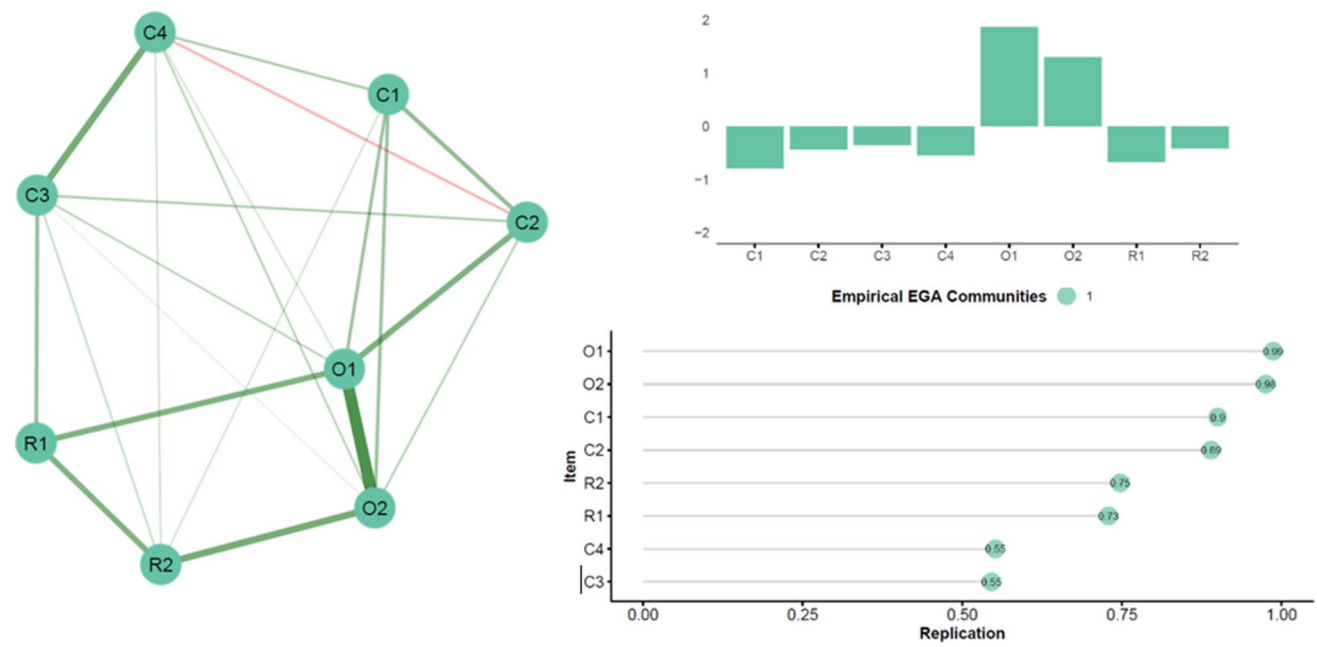 C4
C1
C3
C2
O1
R1
O2
R2
2
1
0
−1
−2
C1 C2 C3 C4 O1 O2 R1 R2
Empirical EGA Communities 1
O1 0.99
O2 0.98
C1 0.9
C2 0.89
Item
R2 0.75
R1 0.73
C4 0.55
C3 0.55
0.00 0.25 0.50 0.75 1.00
Replication